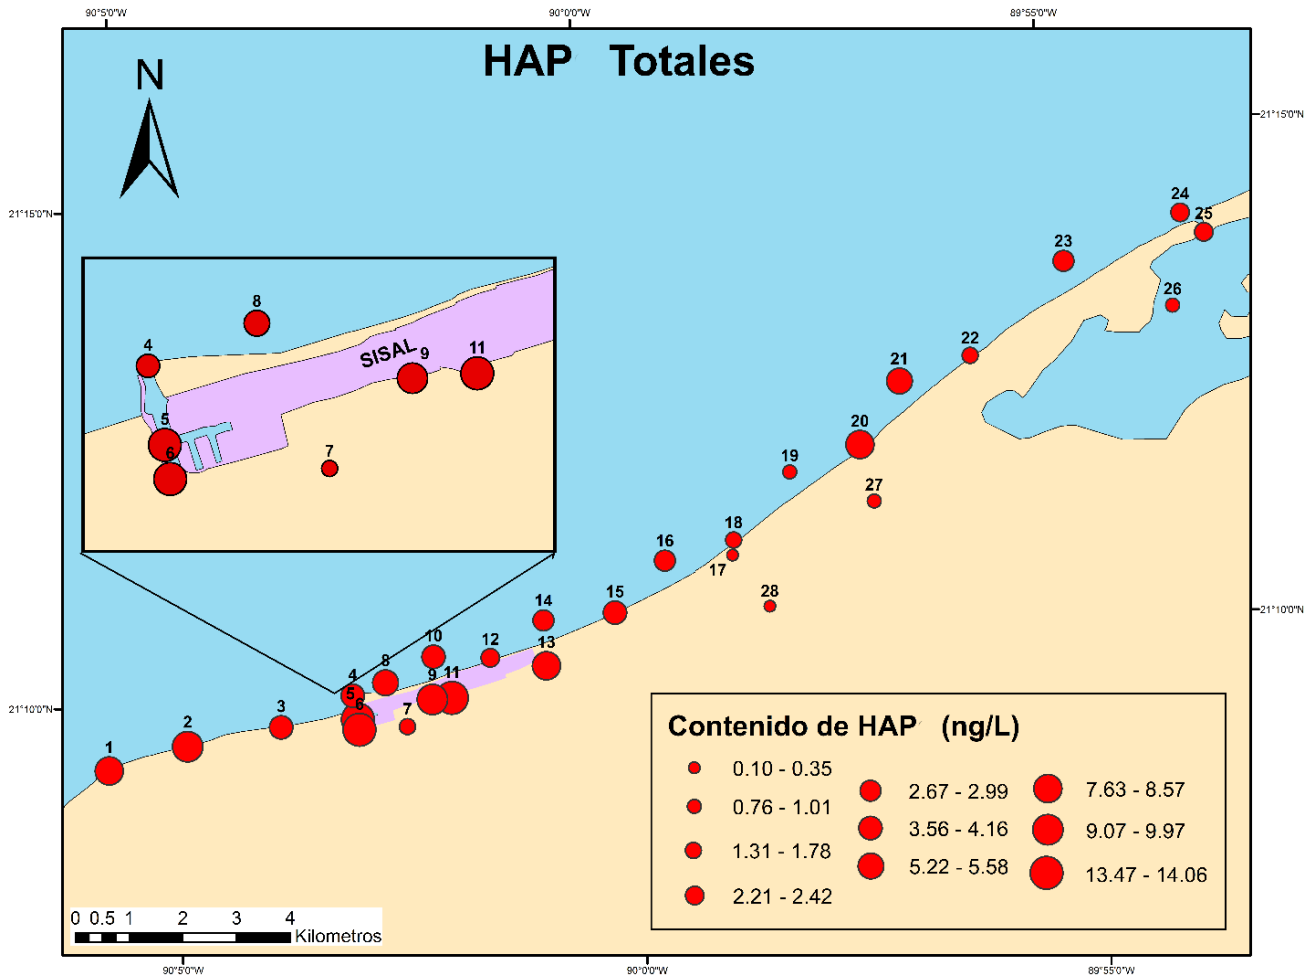 90°5'0"W 90°0'0"W 89°55'0"W
HAP Totales
N
21°15'0"N
21°15'0"N
24
25
23
26
22
21
20
19
27
18
17
16
28
15
14
13
12
10
11
9
8
7
4
5
6
3
2
1
8
4
SISAL
9
11
5
6
7
21°10'0"N
21°10'0"N
Contenido de HAP (ng/L)
0.10 - 0.35
0.76 - 1.01
1.31 - 1.78
2.21 - 2.42
2.67 - 2.99
3.56 - 4.16
5.22 - 5.58
7.63 - 8.57
9.07 - 9.97
13.47 - 14.06
0 0.5 1 2 3 4
Kilometros
90°5'0"W 90°0'0"W 89°55'0"W